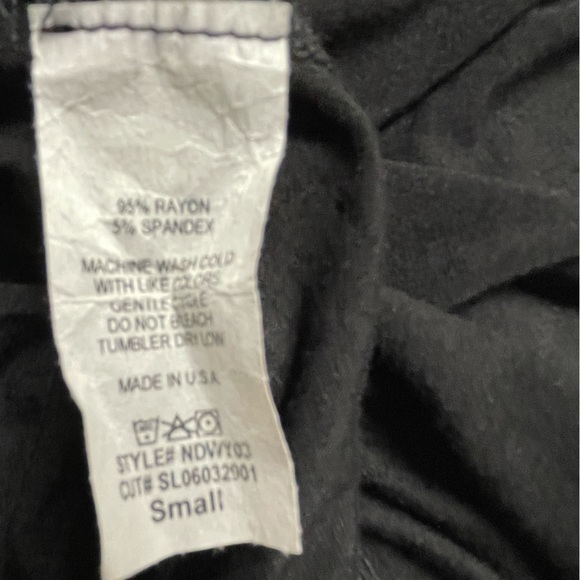 95% RAYON
5% SPANDEX
MACHINE WASH COLD
WITH LIKE COLORS
GENTLE CYCLE
DO NOT BLEACH
TUMBLER DRY LOW
MADE IN U.S.A
STYLE# NDWY03
CUT# SL06032901
Small